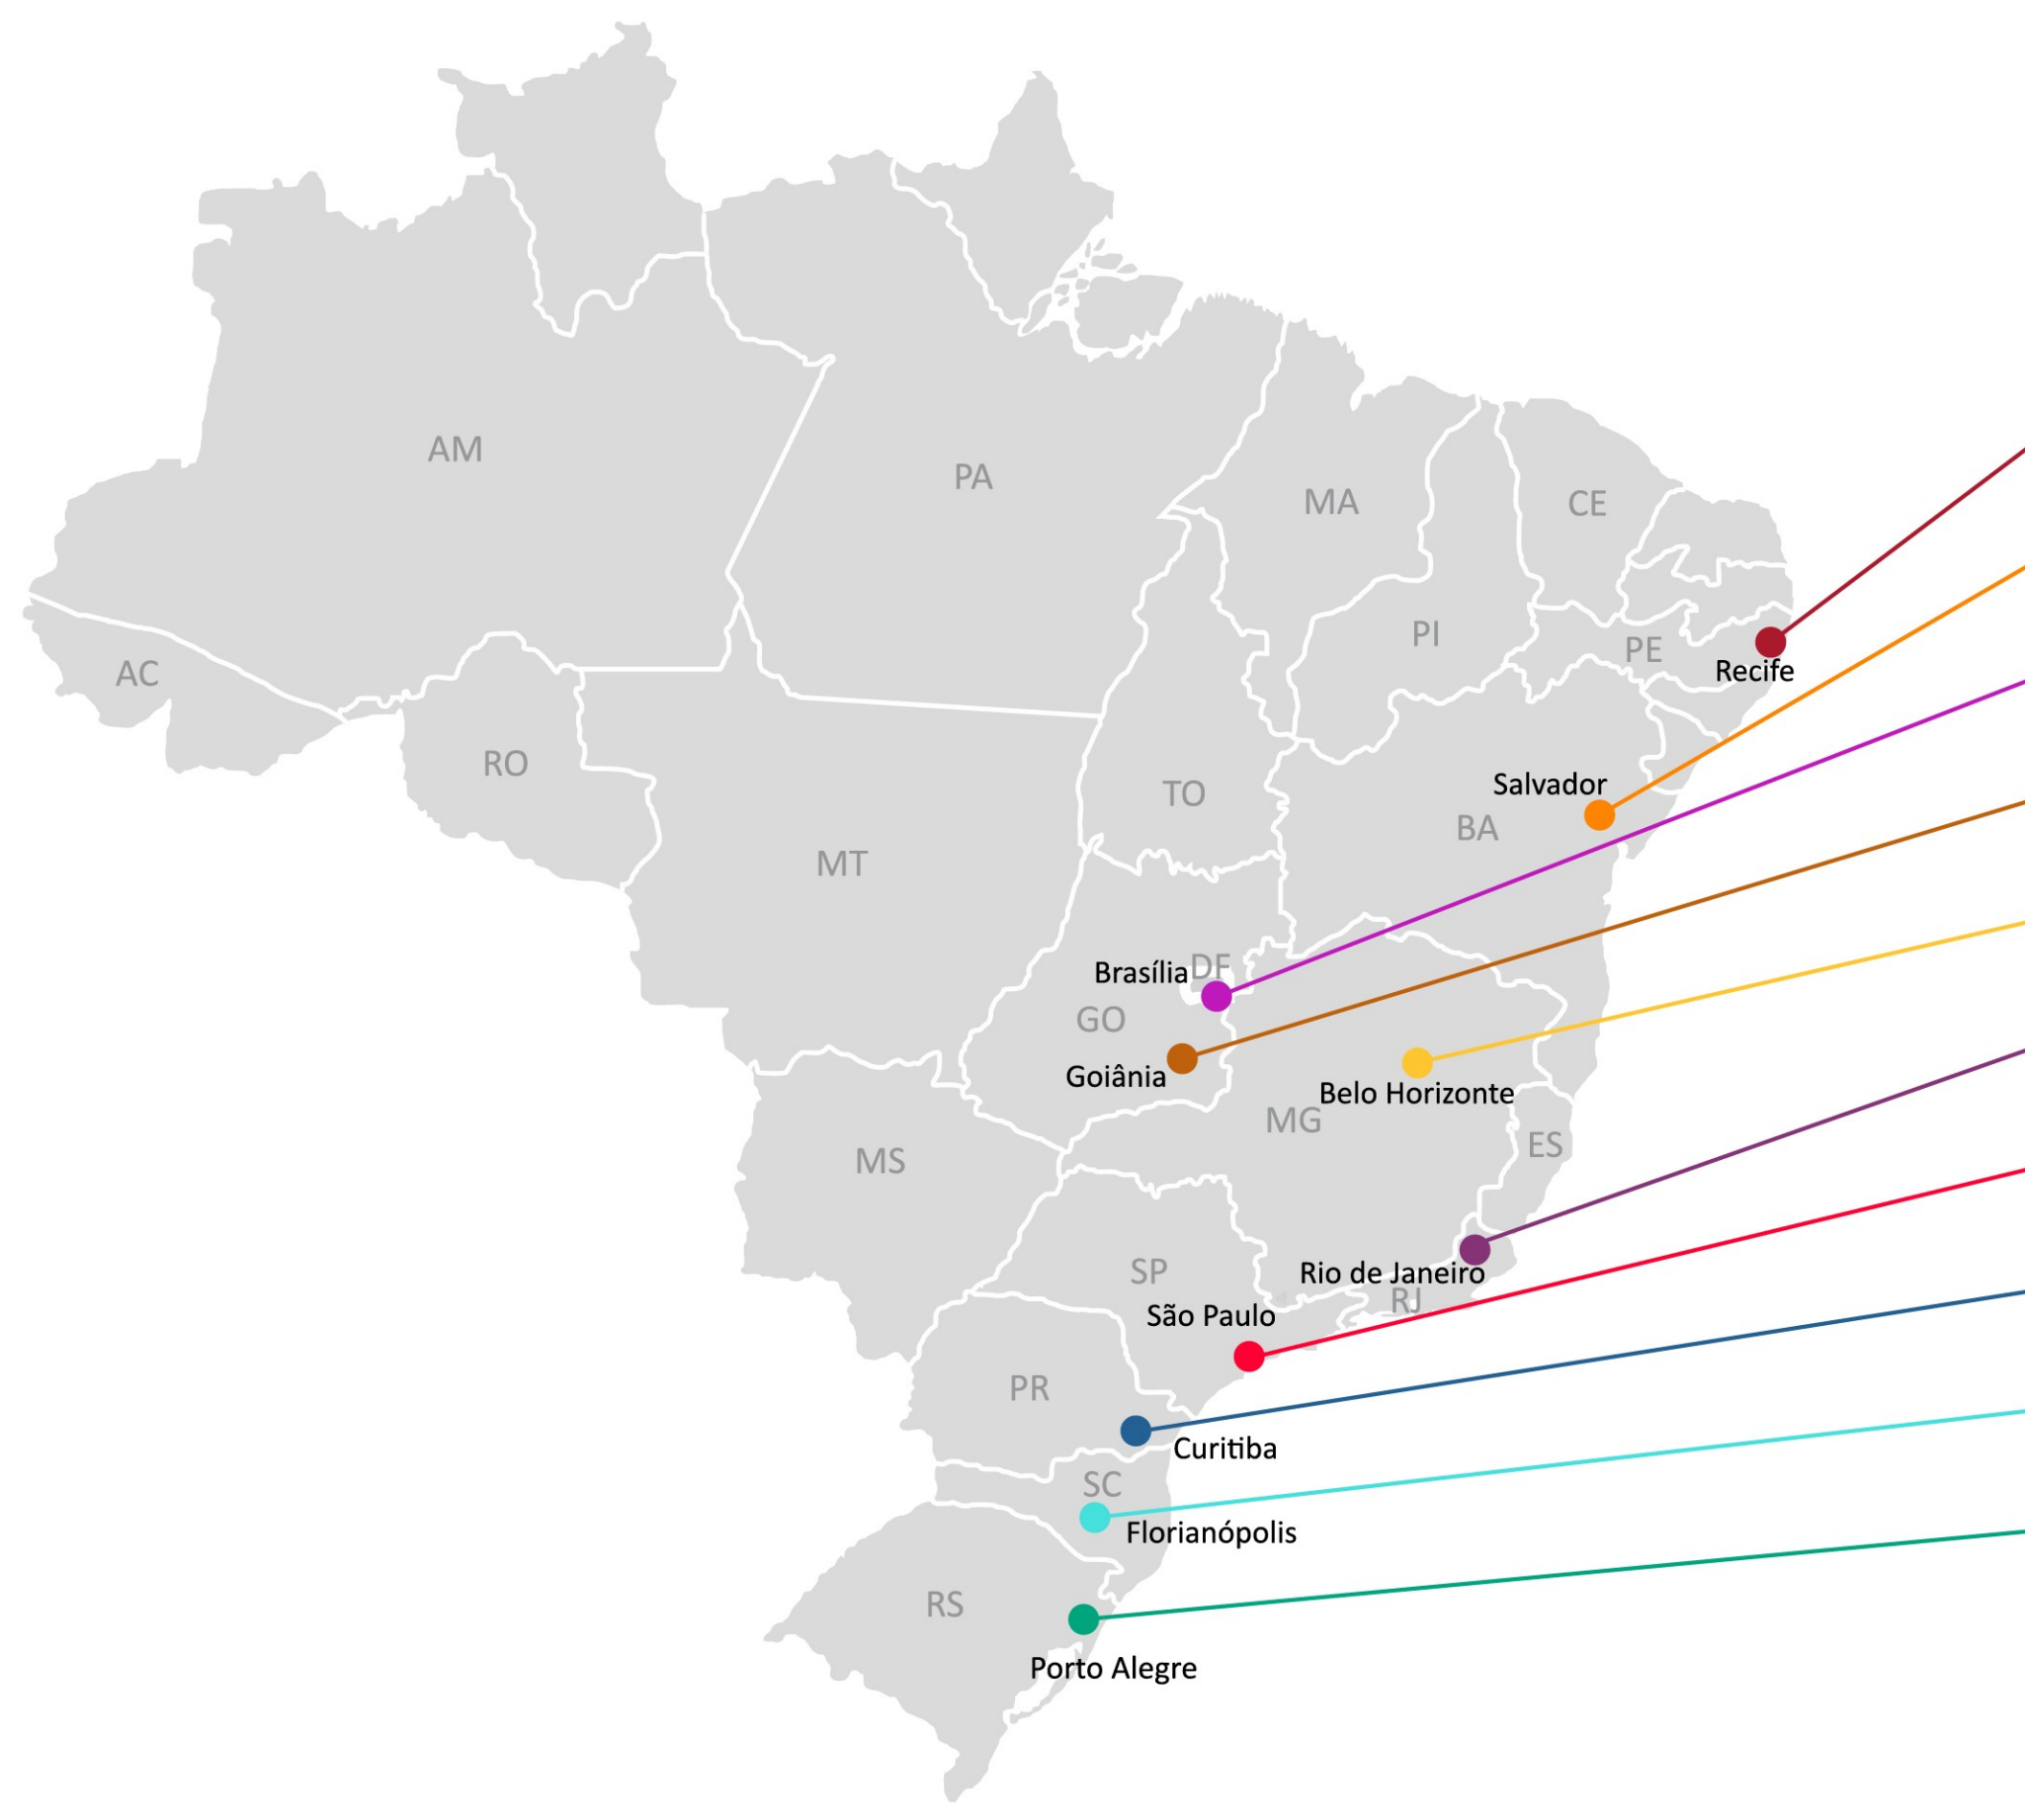 AM
PA
MA
CE
PI
PE
Recife
AC
RO
Salvador
TO
BA
MT
Brasília
DF
GO
Goiânia
Belo Horizonte
MG
ES
MS
SP
Rio de Janeiro
RJ
São Paulo
PR
Curitiba
SC
Florianópolis
RS
Porto Alegre